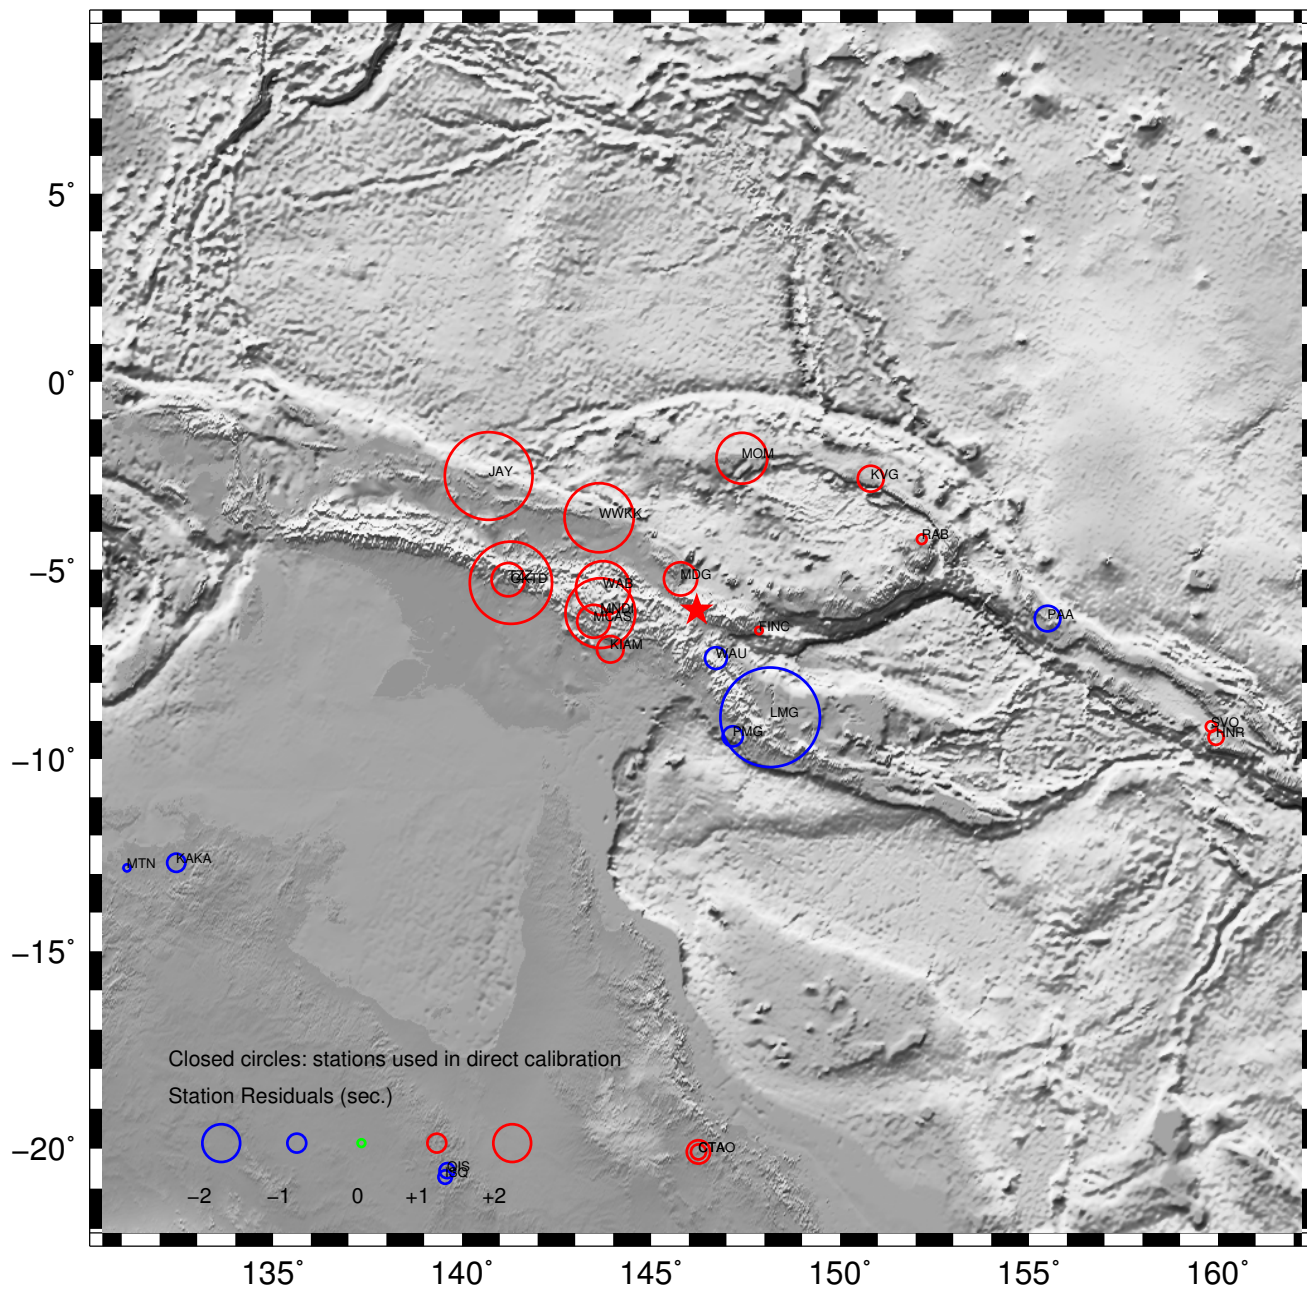 5°
0°
JAY
MOM
KVG
WWKK
RAB
−5°
MDG
WAB
MNDI
MCAS
FINC
PAA
KIAM
WAU
LMG
SVO
PMG
HNR
−10°
MTN
KAKA
−15°
Closed circles: stations used in direct calibration
Station Residuals (sec.)
−20°
CTAO
QIS
−2 −1 0 +1 +2
135° 140° 145° 150° 155° 160°